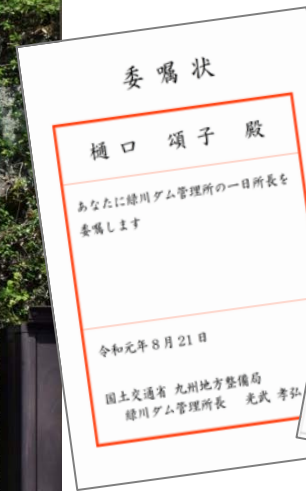 委嘱状
樋口 頌子 殿
あなたに緑川ダム管理所の一日所長を
委嘱します
令和元年8月21日
国土交通省 九州地方整備局
緑川ダム管理所長 光武 孝弘